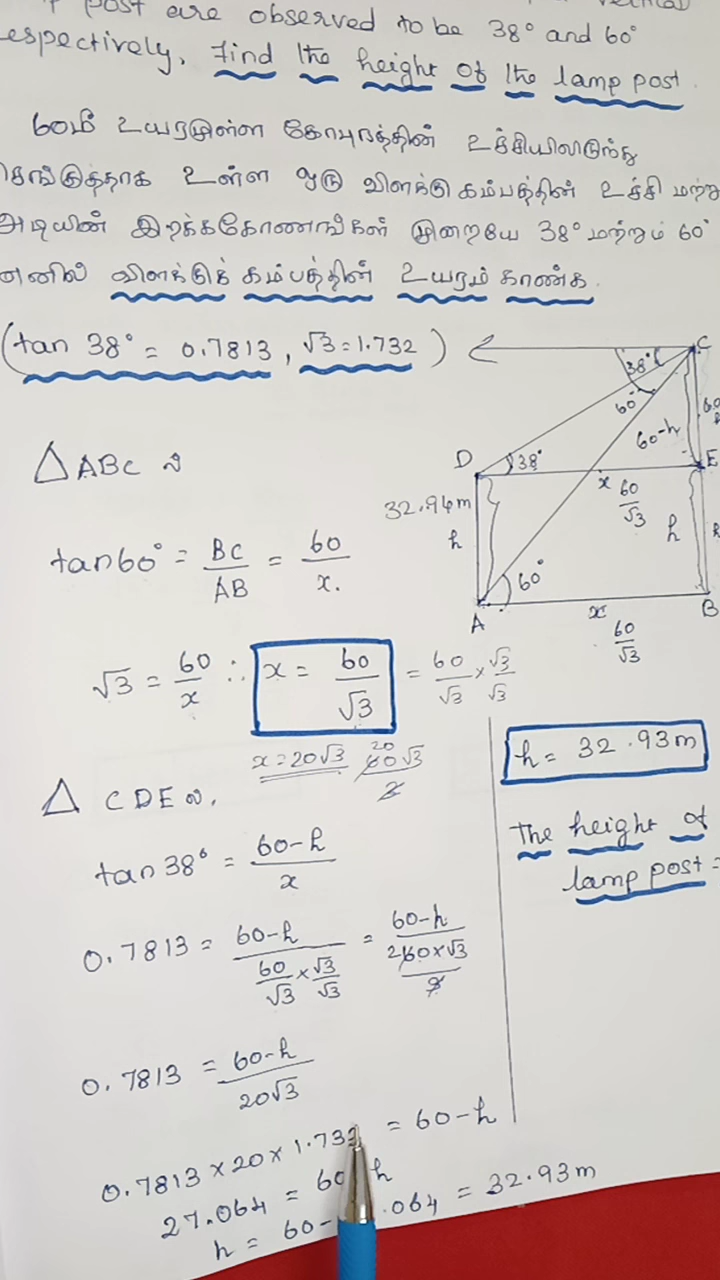 post are observed to be 38° and 60°
respectively. Find the height of the lamp post.
60மீ உயரமுள்ள கோபுரத்தின் உச்சியிலிருந்து
செங்குத்தாக உள்ள ஒரு விளக்கு கம்பத்தின் உச்சி மற்று
அடியின் இறக்ககோணங்கள் முறையே 38° மற்றும் 60°
எனில் விளக்குக் கம்பத்தின் உயரம் காண்க.
(tan 38° = 0.7813, √3 = 1.732)
C
38°
60°
60-h
D
38°
E
32.94m
x
60/√3
h
h
60°
A
x
B
60/√3
△ ABC ல்
tan60° = BC/AB = 60/x.
√3 = 60/x ∴ x = 60/√3 = 60/√3 × √3/√3
x = 20√3
h = 32.93m
△ CDE ல்,
The height of
lamp post =
tan 38° = 60-h/x
0.7813 = 60-h / 60/√3 × √3/√3 = 60-h
0.7813 = 60-h/20√3
0.7813 × 20 × 1.732 = 60-h
27.064 = 60 h
h = 60- .064 = 32.93m